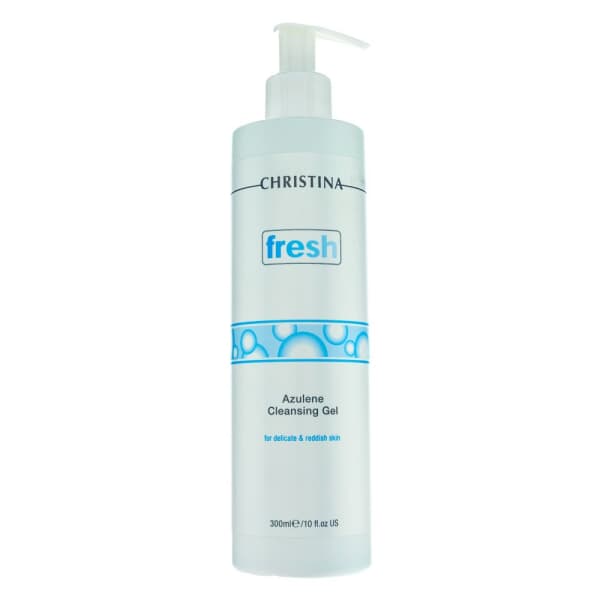 CHRISTINA
fresh
Azulene
Cleansing Gel
for delicate & reddish skin
300ml℮/10 fl.oz US